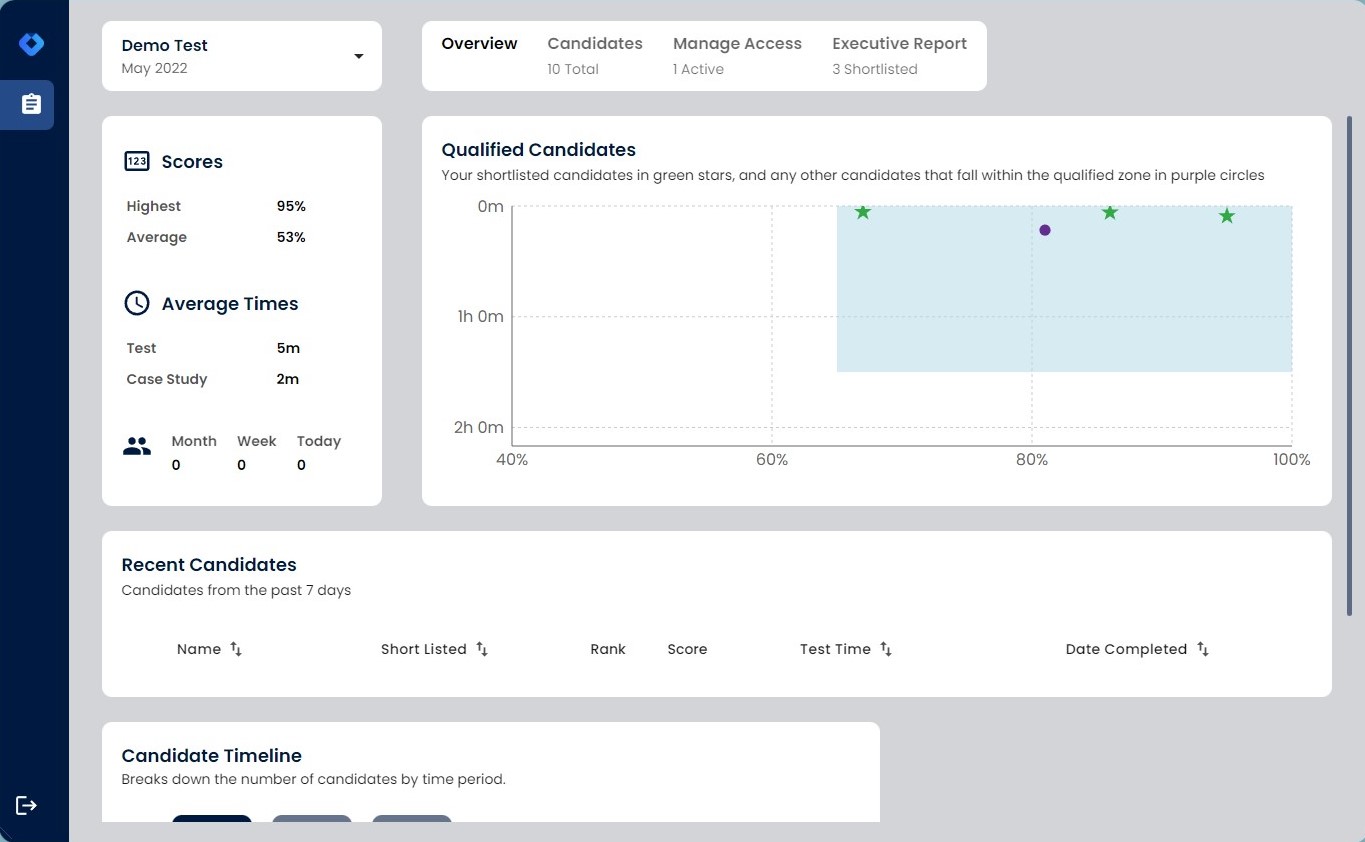 Demo Test
May 2022
Overview
Candidates
10 Total
Manage Access
1 Active
Executive Report
3 Shortlisted
123 Scores
Highest 95%
Average 53%
Average Times
Test 5m
Case Study 2m
Month Week Today
0 0 0
Qualified Candidates
Your shortlisted candidates in green stars, and any other candidates that fall within the qualified zone in purple circles
0m
1h 0m
2h 0m
40% 60% 80% 100%
Recent Candidates
Candidates from the past 7 days
Name Short Listed Rank Score Test Time Date Completed
Candidate Timeline
Breaks down the number of candidates by time period.